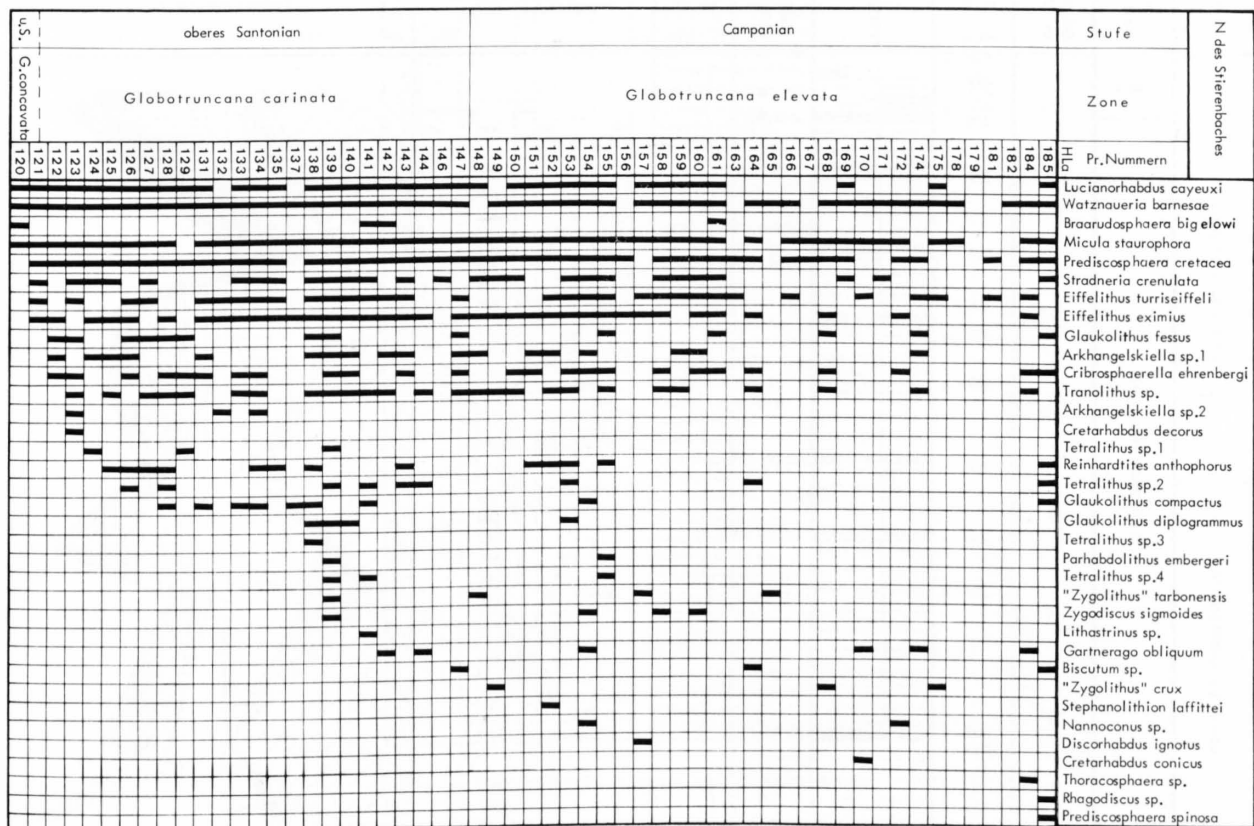 u.S.
oberes Santonian
Campanian
Stufe
N des Stierenbaches
G.concavata
Globotruncana carinata
Globotruncana elevata
Zone
120 121 122 123 124 125 126 127 128 129 131 132 133 134 135 137 138 139 140 141 142 143 144 145 147 148 149 150 151 152 153 154 155 156 157 158 159 160 161 163 164 165 166 167 168 169 170 171 172 174 175 178 179 181 182 184 185
HLa
Pr.Nummern
Lucianorhabdus cayeuxi
Watznaueria barnesae
Braarudosphaera bigelowi
Micula staurophora
Prediscosphaera cretacea
Stradneria crenulata
Eiffelithus turriseiffeli
Eiffelithus eximius
Glaukolithus fessus
Arkhangelskiella sp.1
Cribrosphaerella ehrenbergi
Tranolithus sp.
Arkhangelskiella sp.2
Cretarhabdus decorus
Tetralithus sp.1
Reinhardtites anthophorus
Tetralithus sp.2
Glaukolithus compactus
Glaukolithus diplogrammus
Tetralithus sp.3
Parhabdolithus embergeri
Tetralithus sp.4
"Zygolithus" tarbonensis
Zygodiscus sigmoides
Lithastrinus sp.
Gartnerago obliquum
Biscutum sp.
"Zygolithus" crux
Stephanolithion laffittei
Nannoconus sp.
Discorhabdus ignotus
Cretarhabdus conicus
Thoracosphaera sp.
Rhagodiscus sp.
Prediscosphaera spinosa